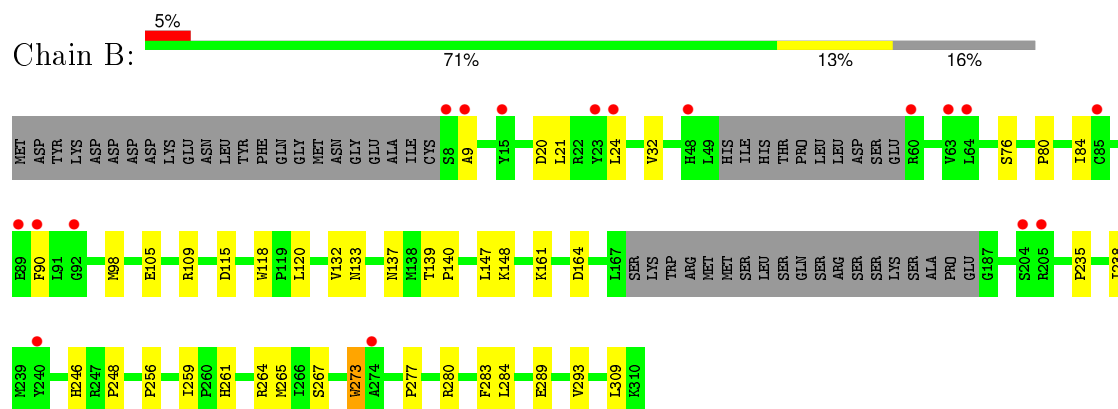 5%
Chain B:
71% 13% 16%
MET ASP TYR LYS ASP ASP ASP ASP LYS GLU ASN LEU TYR PHE GLN GLY MET ASN GLY GLU ALA ILE CYS S8 A9 Y15 D20 L21 R22 Y23 L24 V32 H48 L49 HIS ILE HIS THR PRO LEU LEU ASP SER GLU R60 V63 L64 S76 P80 I84 C85
E89 F90 L91 G92 M98 E105 R109 D115 W118 P119 L120 V132 N133 N137 M138 T139 P140 L147 K148 K161 D164 L167 SER LYS TRP ARG MET MET SER LEU SER GLN SER ARG SER SER LYS SER ALA PRO GLU G187 S204 R205 P235 I238
M239 Y240 H246 R247 P248 P256 I259 P260 H261 R264 M265 I266 S267 W273 A274 P277 R280 F283 L284 E289 V293 L309 K310